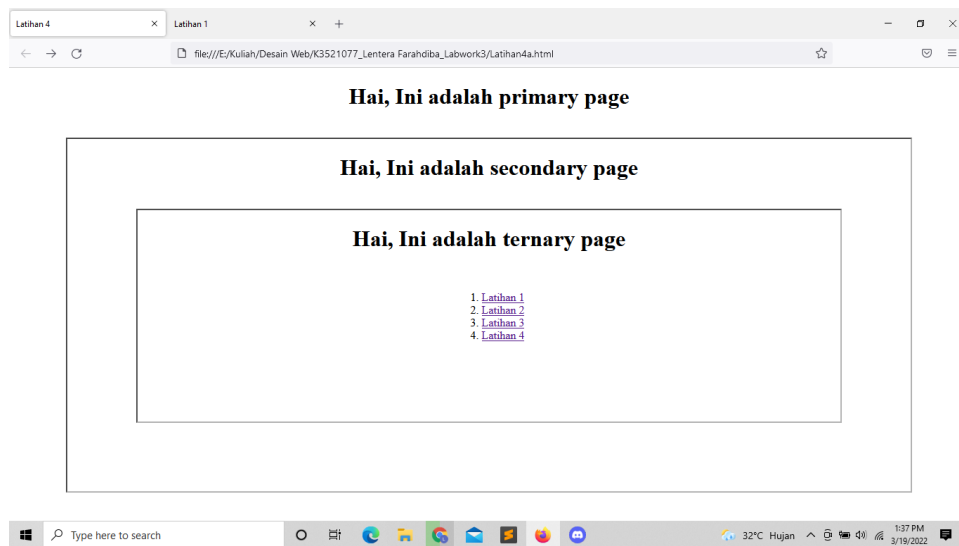 Latihan 4
Latihan 1
file:///E:/Kuliah/Desain Web/K3521077_Lentera Farahdiba_Labwork3/Latihan4a.html
Hai, Ini adalah primary page
Hai, Ini adalah secondary page
Hai, Ini adalah ternary page
1. Latihan 1
2. Latihan 2
3. Latihan 3
4. Latihan 4
Type here to search
32°C Hujan
1:37 PM
3/19/2022